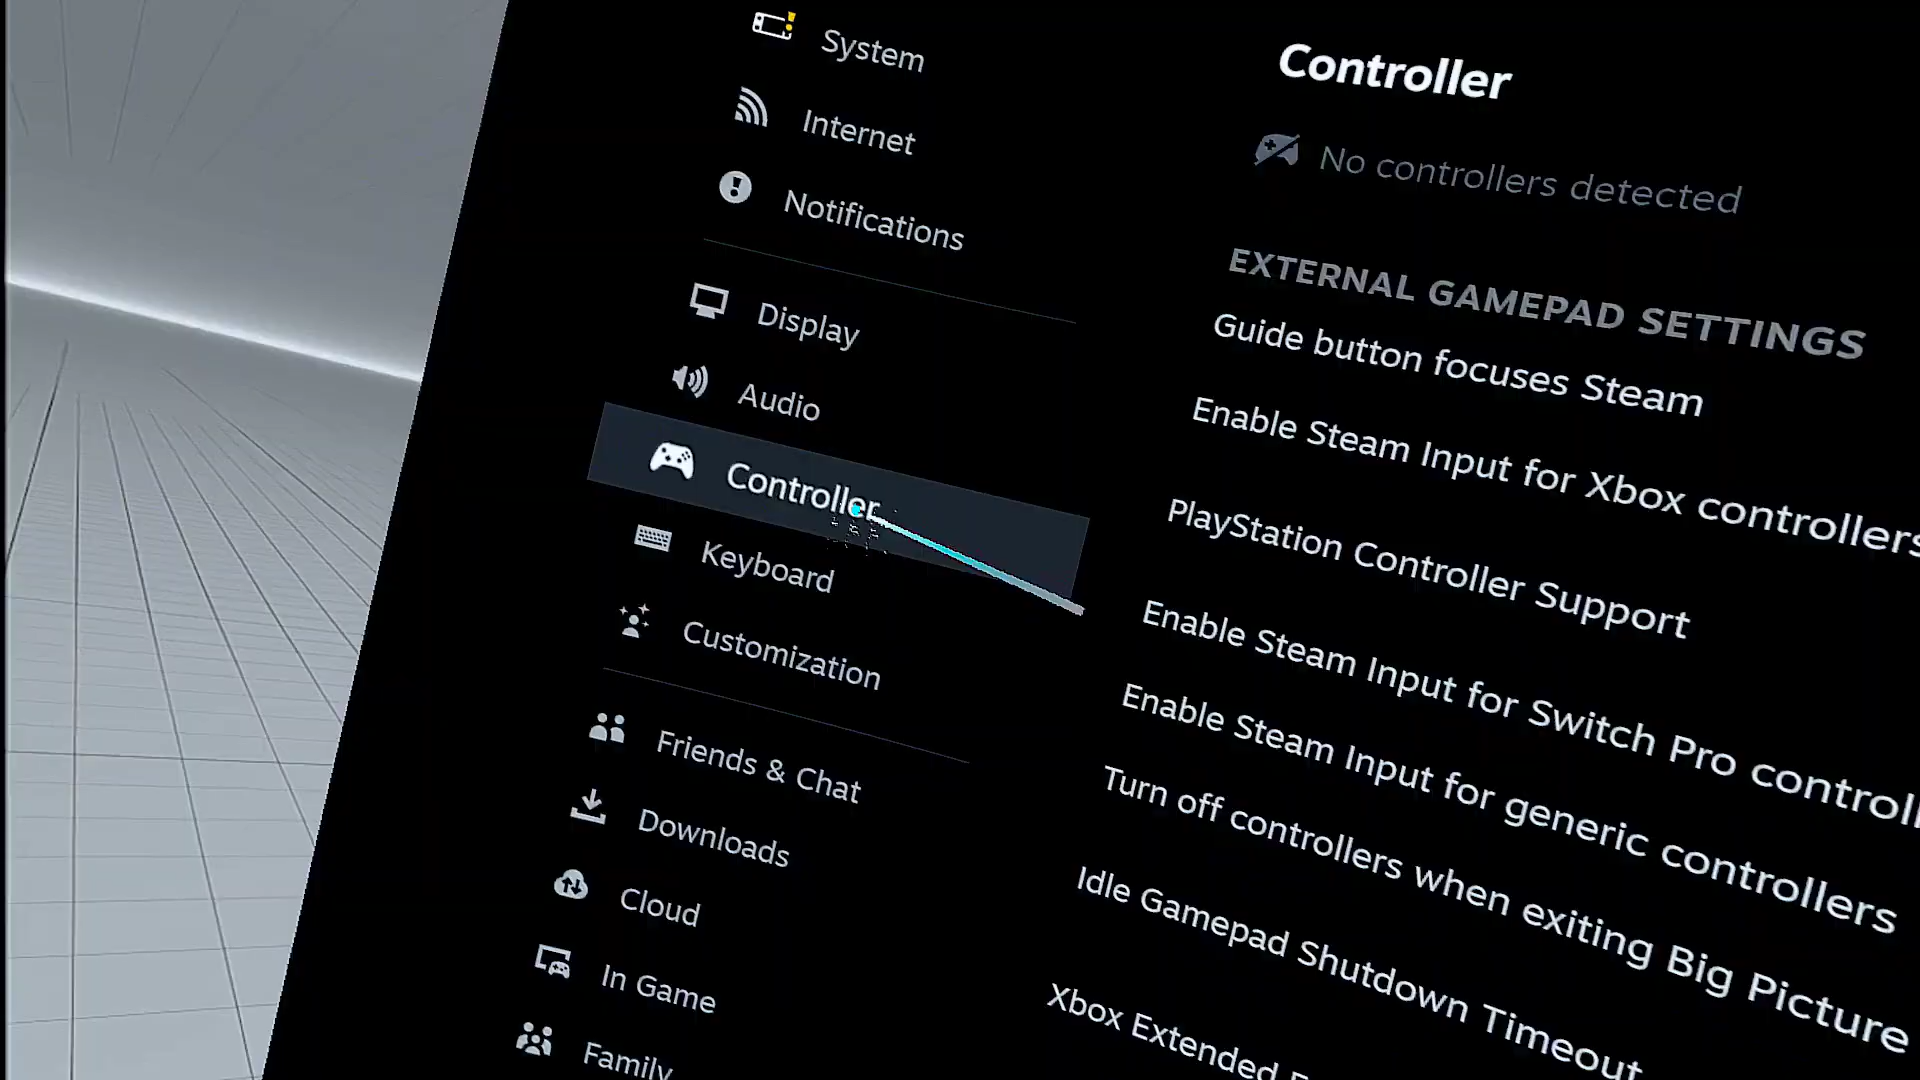 System
Internet
Notifications
Display
Audio
Controller
Keyboard
Customization
Friends & Chat
Downloads
Cloud
In Game
Family
Controller
No controllers detected
EXTERNAL GAMEPAD SETTINGS
Guide button focuses Steam
Enable Steam Input for Xbox controllers
PlayStation Controller Support
Enable Steam Input for Switch Pro
Enable Steam Input for generic controllers
Turn off controllers when exiting Big Picture
Idle Gamepad Shutdown Timeout
Xbox Extended